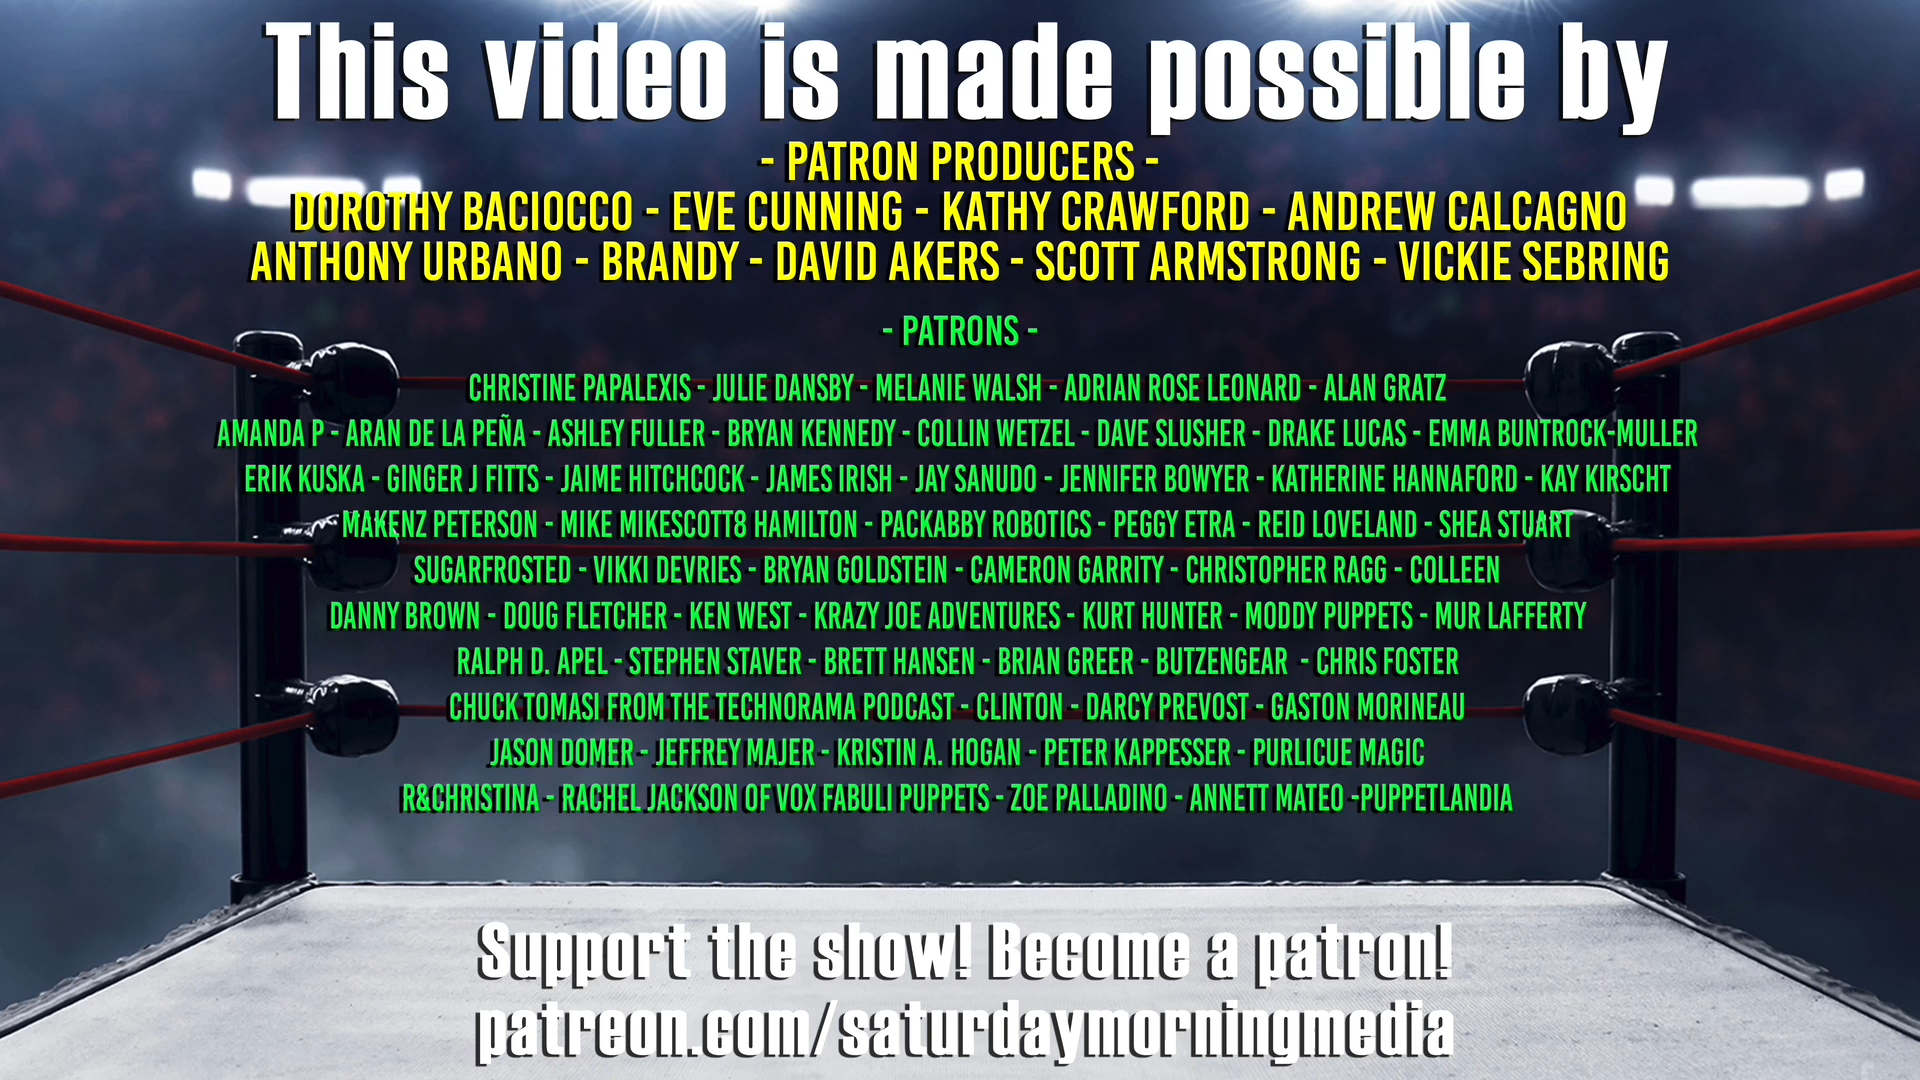 This video is made possible by
- PATRON PRODUCERS -
DOROTHY BACIOCCO - EVE CUNNING - KATHY CRAWFORD - ANDREW CALCAGNO
ANTHONY URBANO - BRANDY - DAVID AKERS - SCOTT ARMSTRONG - VICKIE SEBRING
- PATRONS -
CHRISTINE PAPALEXIS - JULIE DANSBY - MELANIE WALSH - ADRIAN ROSE LEONARD - ALAN GRATZ
AMANDA P - ARAN DE LA PEÑA - ASHLEY FULLER - BRYAN KENNEDY - COLLIN WETZEL - DAVE SLUSHER - DRAKE LUCAS - EMMA BUNTROCK-MULLER
ERIK KUSKA - GINGER J FITTS - JAIME HITCHCOCK - JAMES IRISH - JAY SANUDO - JENNIFER BOWYER - KATHERINE HANNAFORD - KAY KIRSCHT
MAKENZ PETERSON - MIKE MIKESCOTT8 HAMILTON - PACKABBY ROBOTICS - PEGGY ETRA - REID LOVELAND - SHEA STUART
SUGARFROSTED - VIKKI DEVRIES - BRYAN GOLDSTEIN - CAMERON GARRITY - CHRISTOPHER RAGG - COLLEEN
DANNY BROWN - DOUG FLETCHER - KEN WEST - KRAZY JOE ADVENTURES - KURT HUNTER - MODDY PUPPETS - MUR LAFFERTY
RALPH D. APEL - STEPHEN STAVER - BRETT HANSEN - BRIAN GREER - BUTZENGEAR - CHRIS FOSTER
CHUCK TOMASI FROM THE TECHNORAMA PODCAST - CLINTON - DARCY PREVOST - GASTON MORINEAU
JASON DOMER - JEFFREY MAJER - KRISTIN A. HOGAN - PETER KAPPESSER - PURLICUE MAGIC
R&CHRISTINA - RACHEL JACKSON OF VOX FABULI PUPPETS - ZOE PALLADINO - ANNETT MATEO -PUPPETLANDIA
Support the show! Become a patron!
patreon.com/saturdaymorningmedia